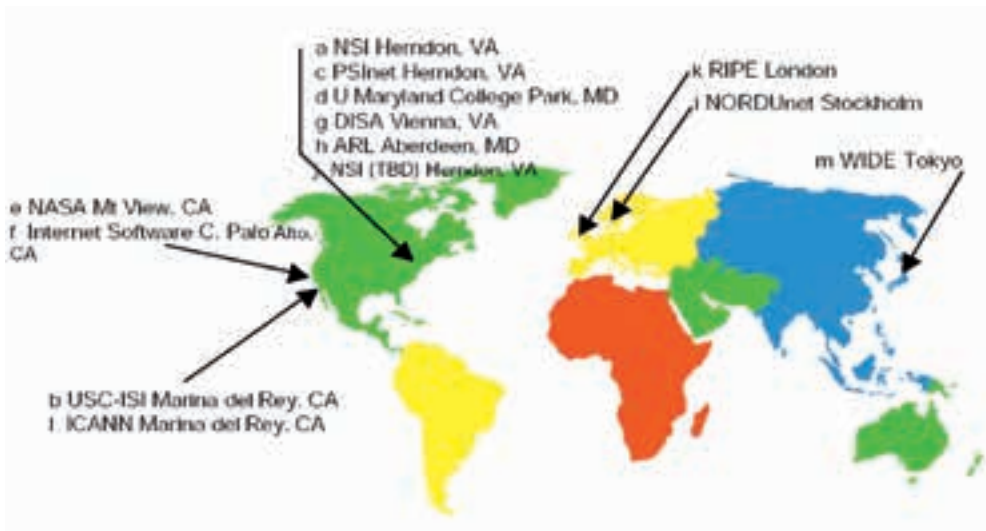 a NSI Herndon, VA
c PSInet Herndon, VA
d U Maryland College Park, MD
g DISA Vienna, VA
h ARL Aberdeen, MD
j NSI (TBD) Herndon, VA
k RIPE London
i NORDUnet Stockholm
m WIDE Tokyo
e NASA Mt View, CA
f Internet Software C. Palo Alto,
CA
b USC-ISI Marina del Rey, CA
l ICANN Marina del Rey, CA